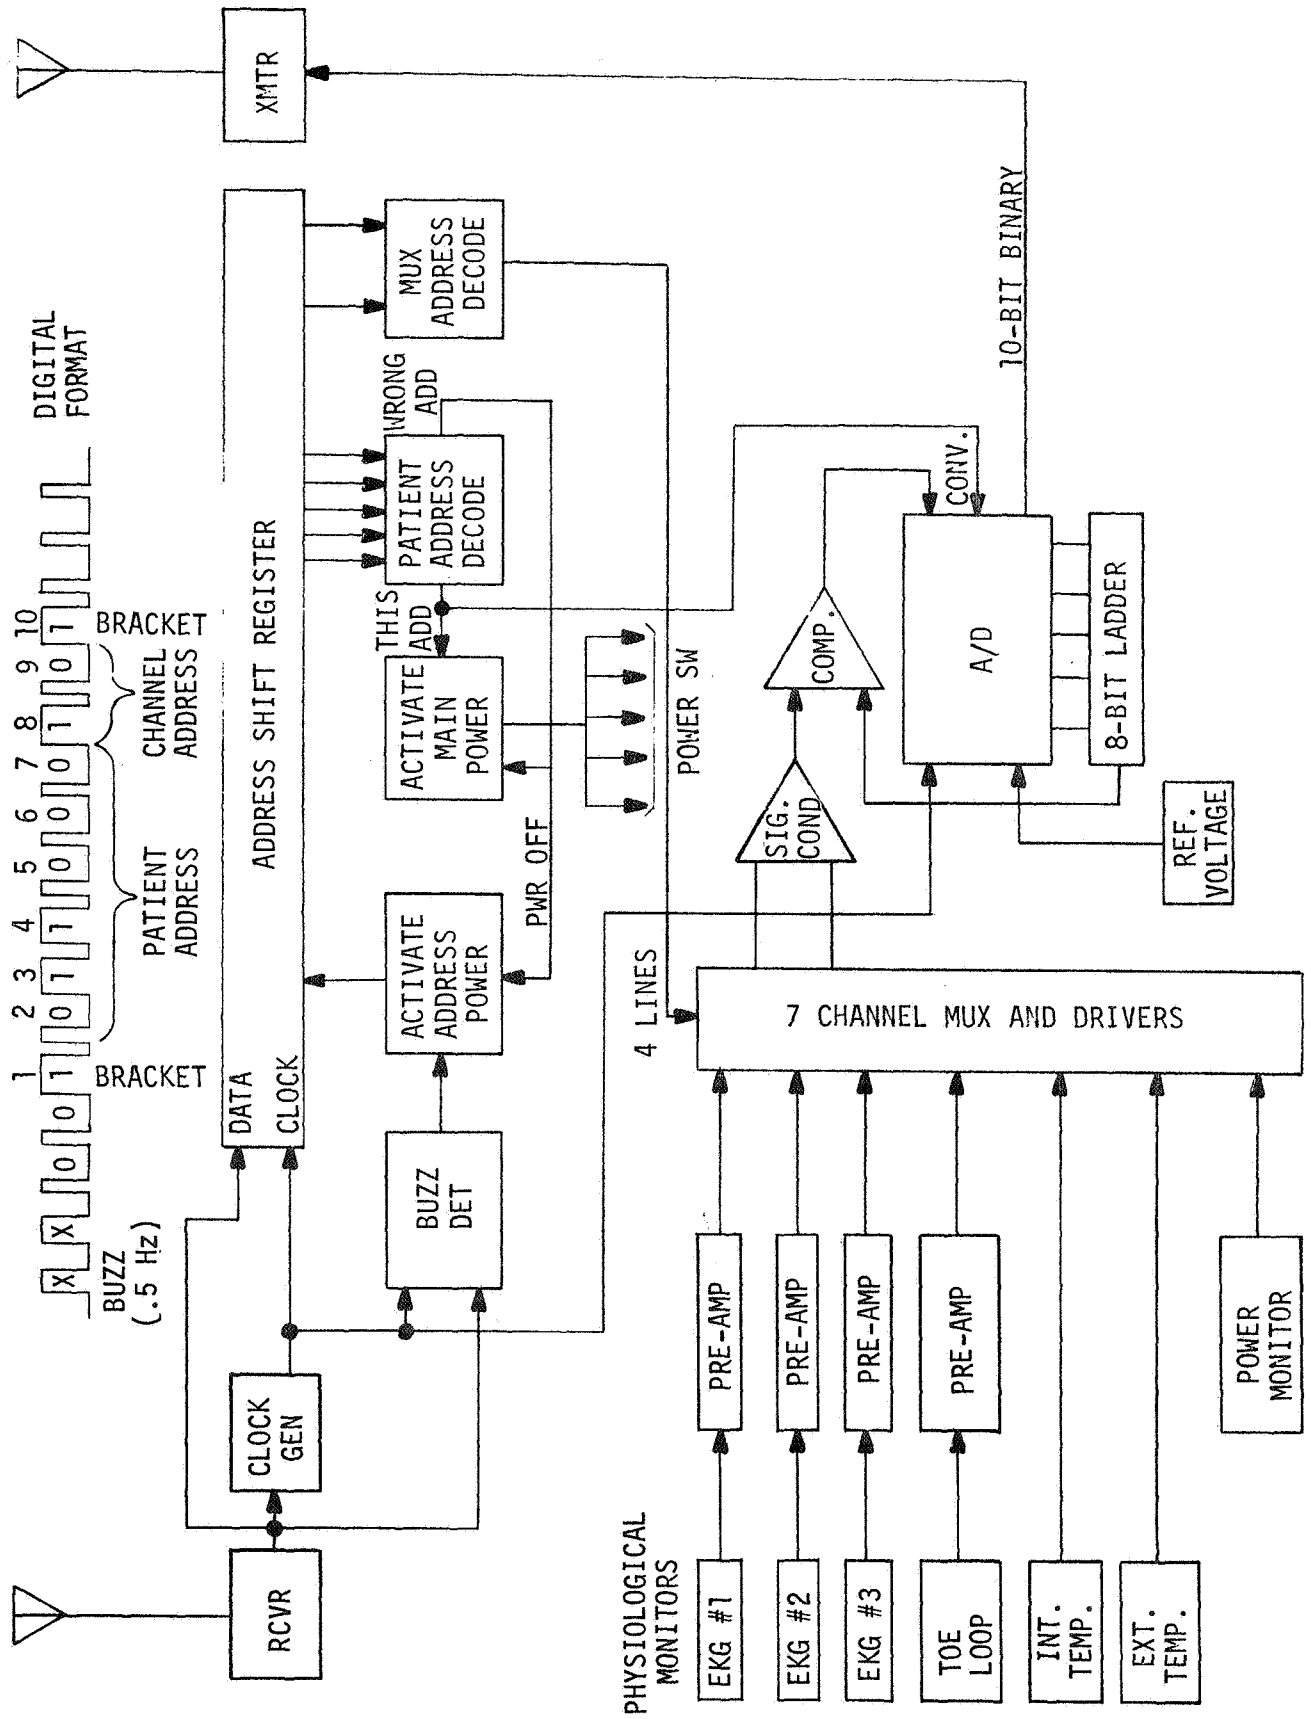 DIGITAL
FORMAT
1 2 3 4 5 6 7 8 9 10
X X 0 0 1 0 1 1 0 0 0 1 0 1
BUZZ
(.5 Hz)
BRACKET
PATIENT
ADDRESS
CHANNEL
ADDRESS
BRACKET
RCVR
CLOCK
GEN
DATA
CLOCK
ADDRESS SHIFT REGISTER
XMTR
BUZZ
DET
ACTIVATE
ADDRESS
POWER
PWR OFF
ACTIVATE
MAIN
POWER
THIS
ADD
PATIENT
ADDRESS
DECODE
WRONG
ADD
MUX
ADDRESS
DECODE
POWER SW
4 LINES
PHYSIOLOGICAL
MONITORS
EKG #1
PRE-AMP
EKG #2
PRE-AMP
EKG #3
PRE-AMP
TOE
LOOP
PRE-AMP
INT.
TEMP.
EXT.
TEMP.
POWER
MONITOR
7 CHANNEL MUX AND DRIVERS
SIG.
COND
COMP.
CONV.
A/D
8-BIT LADDER
REF.
VOLTAGE
10-BIT BINARY